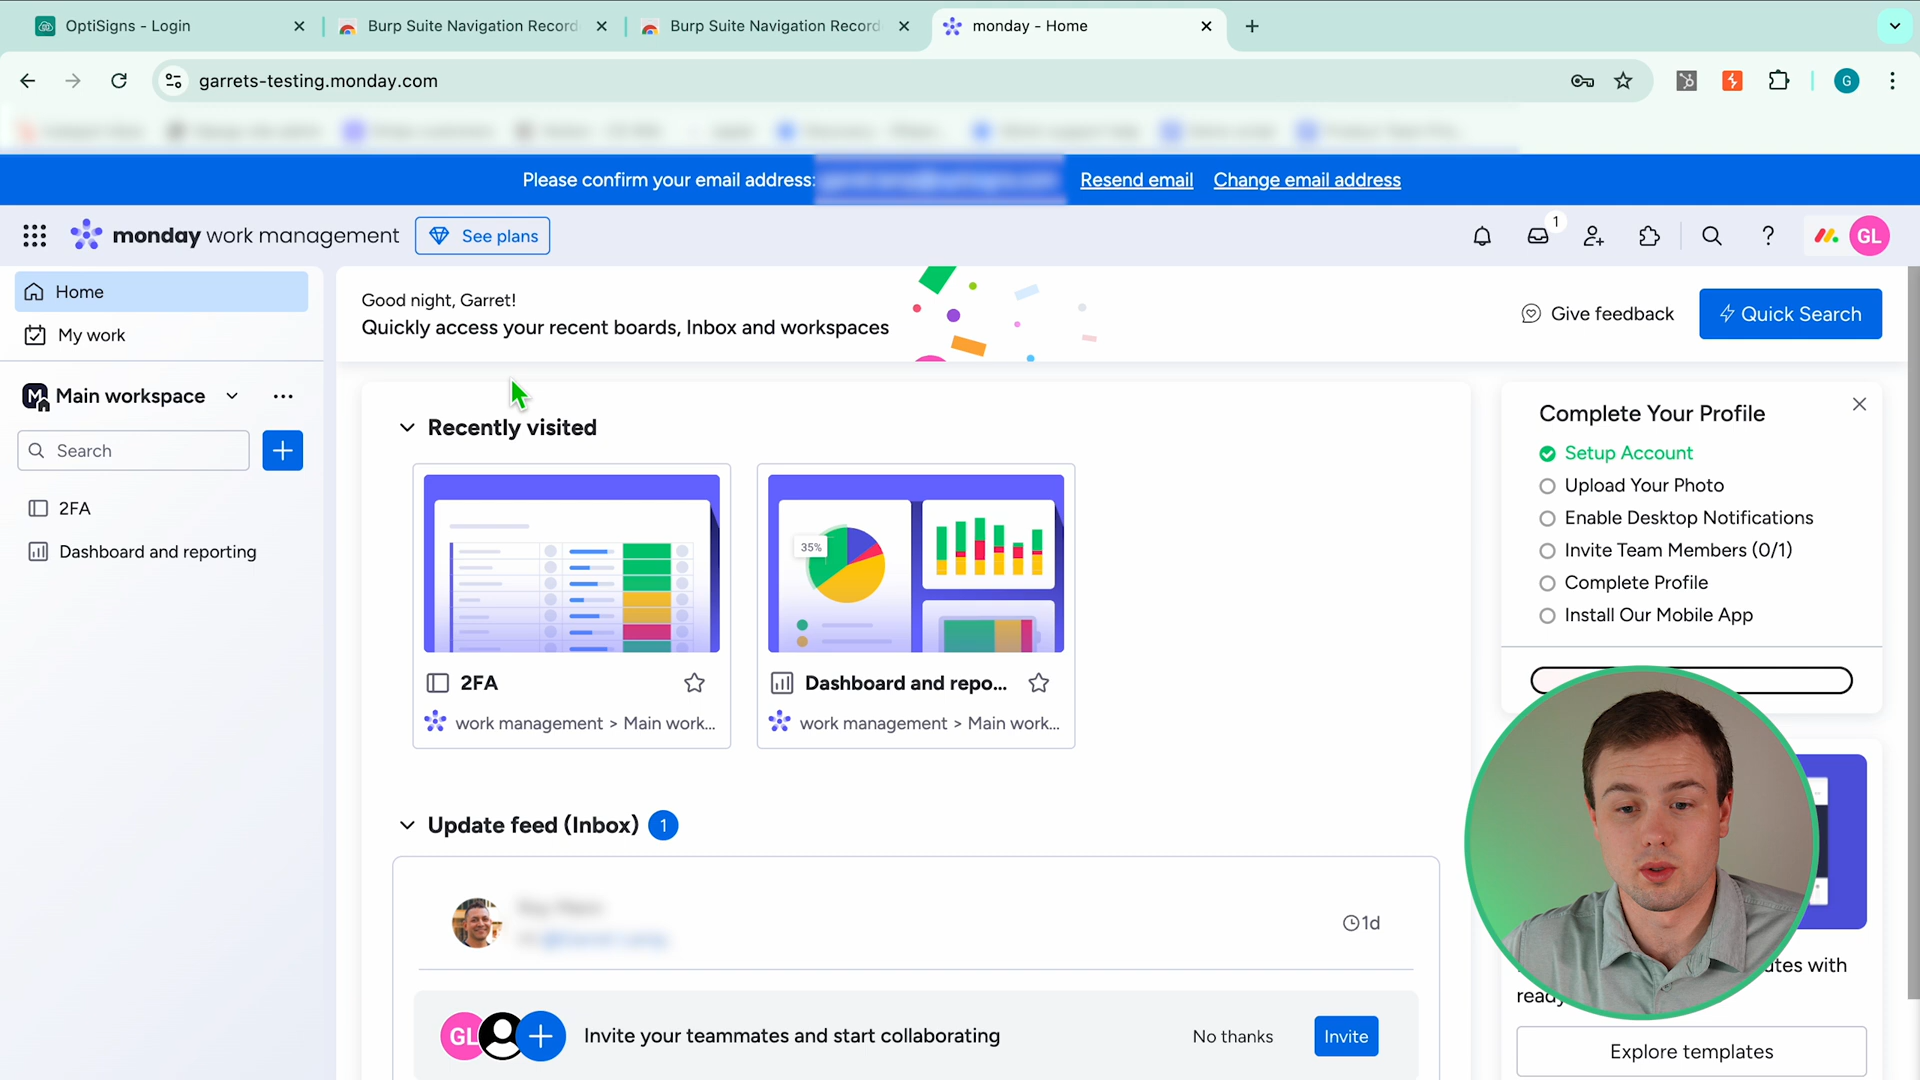 OptiSigns - Login
Burp Suite Navigation Record
Burp Suite Navigation Record
monday - Home
garrets-testing.monday.com
G
Please confirm your email address:
Resend email
Change email address
monday work management
See plans
1
GL
Home
My work
Good night, Garret!
Quickly access your recent boards, Inbox and workspaces
Give feedback
Quick Search
M
Main workspace
Search
2FA
Dashboard and reporting
Recently visited
35%
2FA
work management > Main work...
Dashboard and repo...
work management > Main work...
Complete Your Profile
Setup Account
Upload Your Photo
Enable Desktop Notifications
Invite Team Members (0/1)
Complete Profile
Install Our Mobile App
Update feed (Inbox)
1
1d
GL
Invite your teammates and start collaborating
No thanks
Invite
with
Explore templates